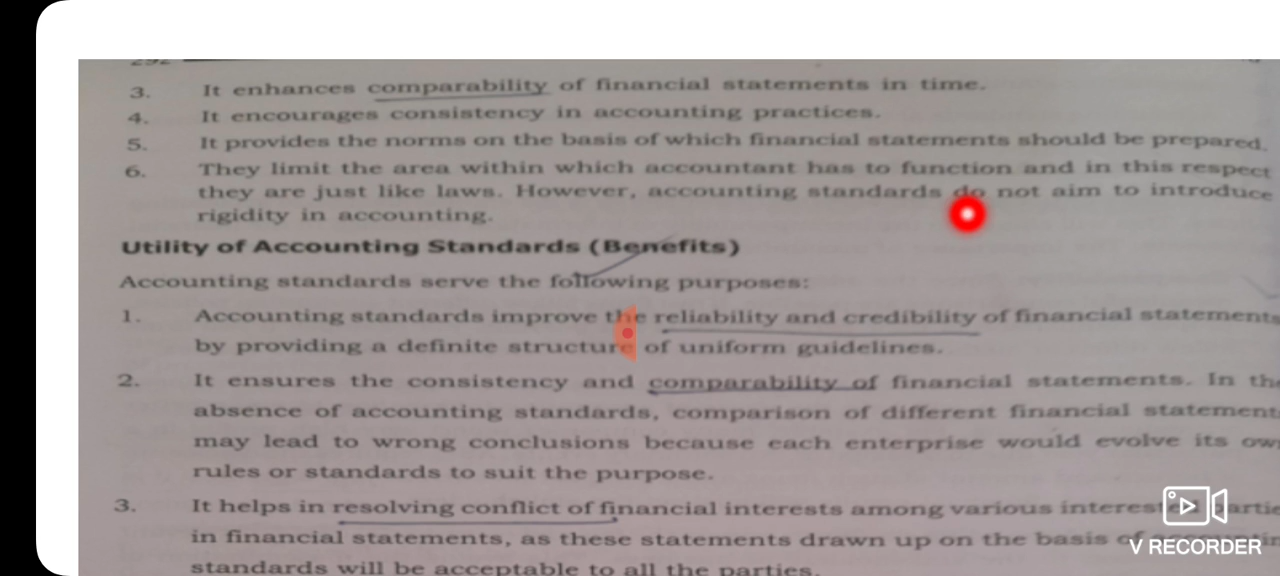 3. It enhances comparability of financial statements in time.
4. It encourages consistency in accounting practices.
5. It provides the norms on the basis of which financial statements should be prepared.
6. They limit the area within which accountant has to function and in this respect
they are just like laws. However, accounting standards do not aim to introduce
rigidity in accounting.
Utility of Accounting Standards (Benefits)
Accounting standards serve the following purposes:
1. Accounting standards improve the reliability and credibility of financial statements
by providing a definite structure of uniform guidelines.
2. It ensures the consistency and comparability of financial statements. In the
absence of accounting standards, comparison of different financial statement
may lead to wrong conclusions because each enterprise would evolve its own
rules or standards to suit the purpose.
3. It helps in resolving conflict of financial interests among various
in financial statements, as these statements drawn up on the basis
standards will be acceptable to all the parties.
V RECORDER